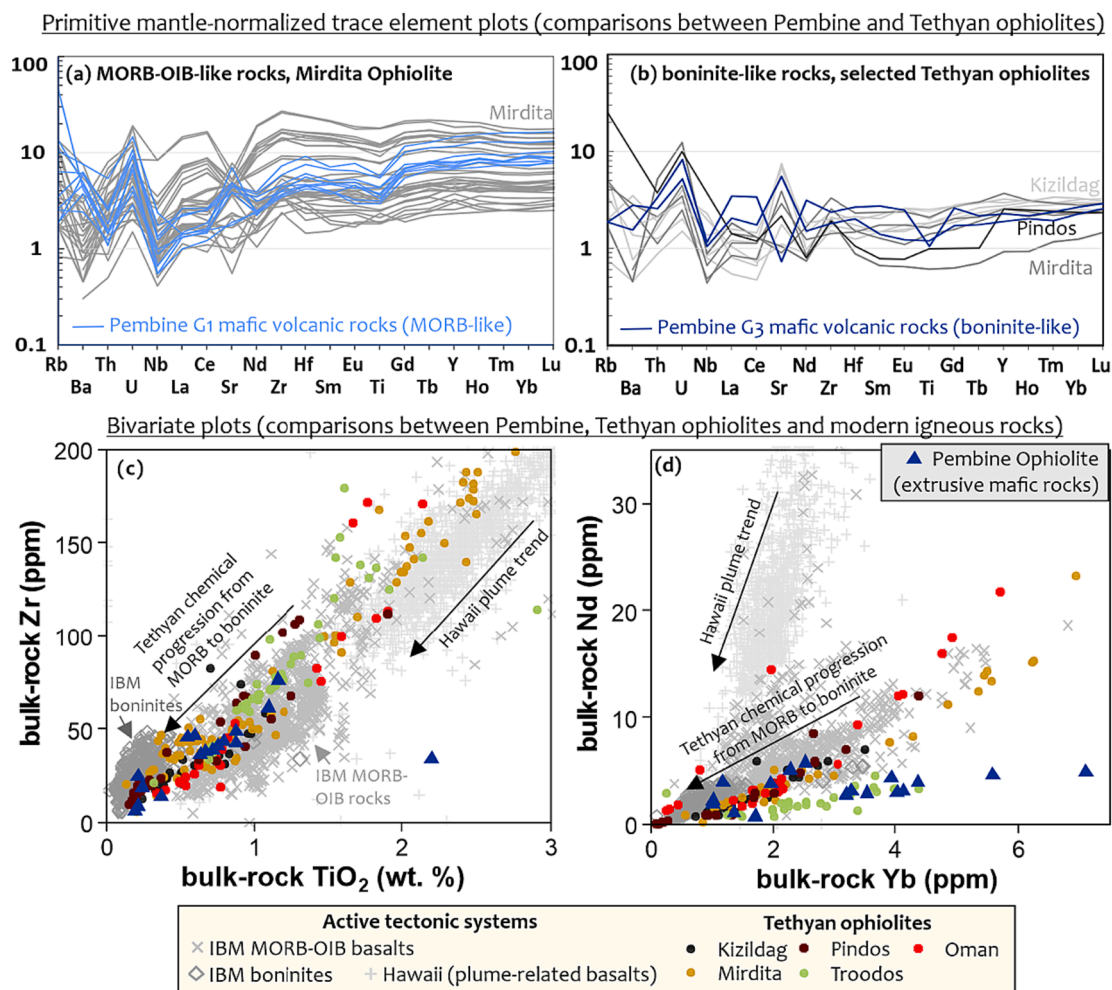 Primitive mantle-normalized trace element plots (comparisons between Pembine and Tethyan ophiolites)
(a) MORB-OIB-like rocks, Mirdita Ophiolite
Mirdita
100
10
1
0.1
Pembine G1 mafic volcanic rocks (MORB-like)
Rb Th Nb Ce Nd Hf Eu Gd Y Tm Lu
Ba U La Sr Zr Sm Ti Tb Ho Yb
(b) boninite-like rocks, selected Tethyan ophiolites
Kizildag
Pindos
Mirdita
100
10
1
0.1
Pembine G3 mafic volcanic rocks (boninite-like)
Rb Th Nb Ce Nd Hf Eu Gd Y Tm Lu
Ba U La Sr Zr Sm Ti Tb Ho Yb
Bivariate plots (comparisons between Pembine, Tethyan ophiolites and modern igneous rocks)
(c)
200
150
100
50
0
bulk-rock Zr (ppm)
Tethyan chemical
progression from
MORB to boninite
Hawaii plume trend
IBM
boninites
IBM MORB-
OIB rocks
0 1 2 3
bulk-rock TiO₂ (wt. %)
(d)
Pembine Ophiolite
(extrusive mafic rocks)
30
20
10
0
bulk-rock Nd (ppm)
Hawaii plume trend
Tethyan chemical progression
from MORB to boninite
0 2 4 6
bulk-rock Yb (ppm)
Active tectonic systems
IBM MORB-OIB basalts
IBM boninites
Hawaii (plume-related basalts)
Tethyan ophiolites
Kizildag Pindos Oman
Mirdita Troodos